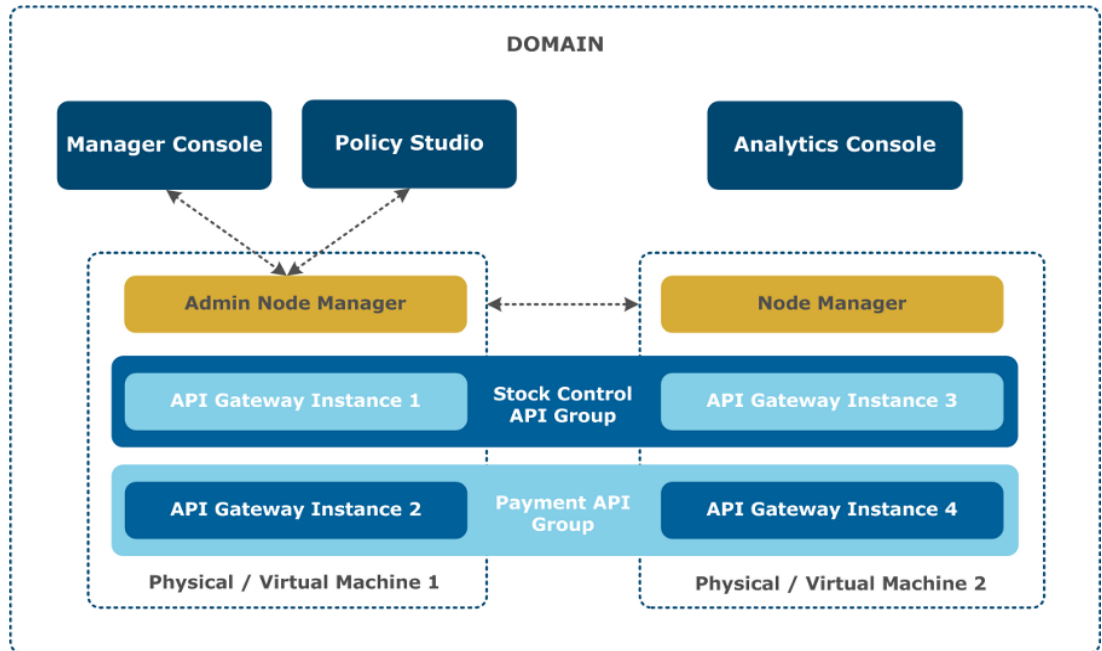 DOMAIN
Manager Console
Policy Studio
Analytics Console
Admin Node Manager
Node Manager
API Gateway Instance 1
Stock Control
API Group
API Gateway Instance 3
API Gateway Instance 2
Payment API
Group
API Gateway Instance 4
Physical / Virtual Machine 1
Physical / Virtual Machine 2